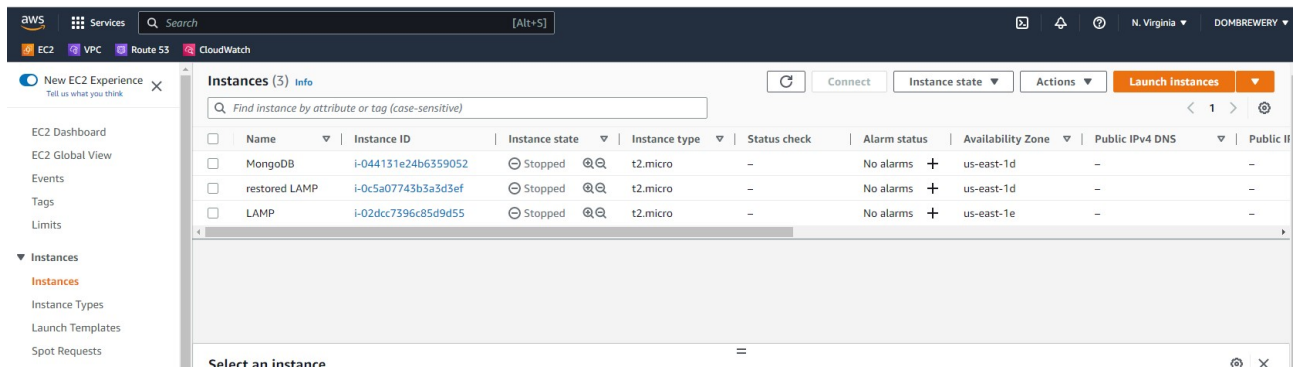 aws Services Search [Alt+S] N. Virginia ▼ DOMBREWERY ▼
EC2 VPC Route 53 CloudWatch
New EC2 Experience
Tell us what you think
EC2 Dashboard
EC2 Global View
Events
Tags
Limits
Instances
Instances
Instance Types
Launch Templates
Spot Requests
Instances (3) Info Connect Instance state ▼ Actions ▼ Launch instances ▼
Find instance by attribute or tag (case-sensitive) < 1 >
Name Instance ID Instance state Instance type Status check Alarm status Availability Zone Public IPv4 DNS Public
MongoDB i-044131e24b6359052 Stopped t2.micro – No alarms + us-east-1d – –
restored LAMP i-0c5a07743b3a3d3ef Stopped t2.micro – No alarms + us-east-1d – –
LAMP i-02dcc7396c85d9d55 Stopped t2.micro – No alarms + us-east-1e – –
Select an instance